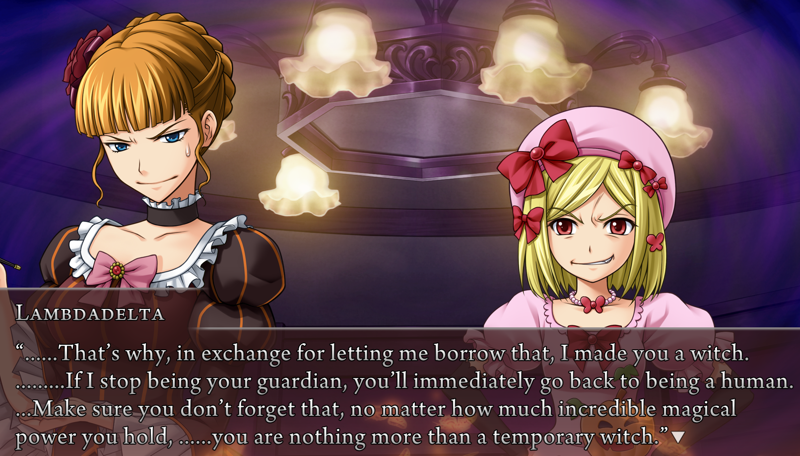 LAMBDADELTA
“......That’s why, in exchange for letting me borrow that, I made you a witch.
.........If I stop being your guardian, you’ll immediately go back to being a human.
...Make sure you don’t forget that, no matter how much incredible magical
power you hold, ......you are nothing more than a temporary witch.”▼